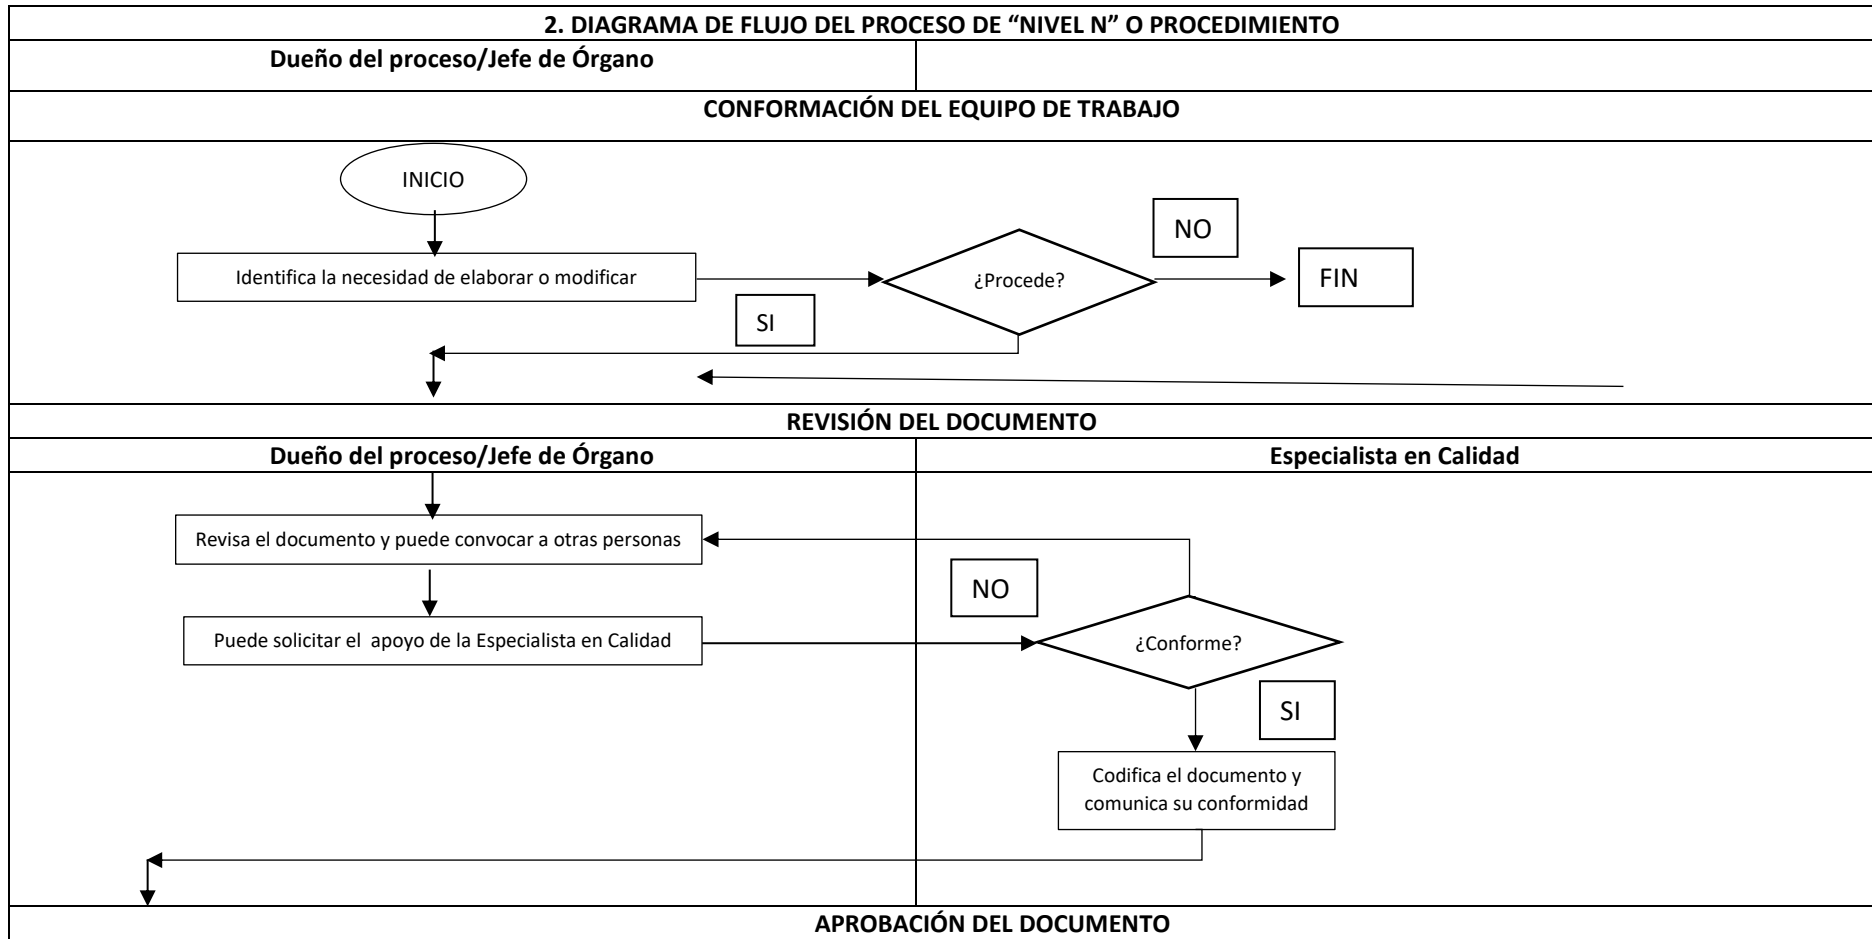 2. DIAGRAMA DE FLUJO DEL PROCESO DE “NIVEL N” O PROCEDIMIENTO
Dueño del proceso/Jefe de Órgano
CONFORMACIÓN DEL EQUIPO DE TRABAJO
INICIO
NO
Identifica la necesidad de elaborar o modificar
¿Procede?
FIN
SI
REVISIÓN DEL DOCUMENTO
Dueño del proceso/Jefe de Órgano
Especialista en Calidad
Revisa el documento y puede convocar a otras personas
NO
Puede solicitar el  apoyo de la Especialista en Calidad
¿Conforme?
SI
Codifica el documento y
comunica su conformidad
APROBACIÓN DEL DOCUMENTO